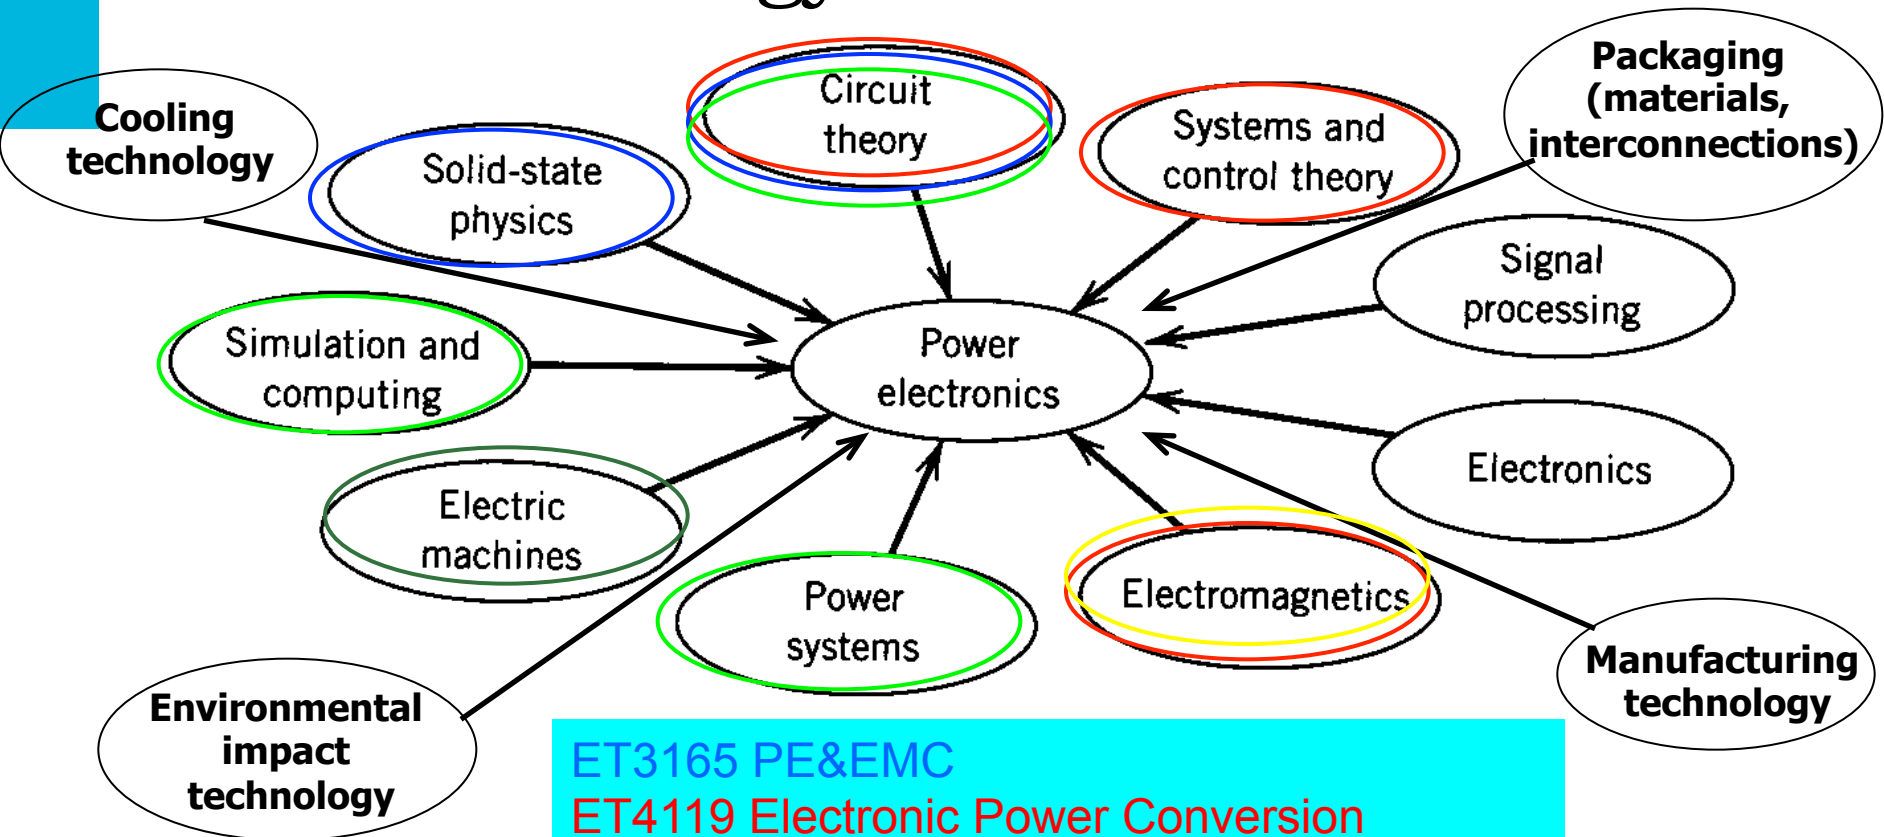 Circuit
theory
Packaging
(materials,
interconnections)
Cooling
technology
Solid-state
physics
Systems and
control theory
Signal
processing
Simulation and
computing
Power
electronics
Electronics
Electric
machines
Power
systems
Electromagnetics
Manufacturing
technology
Environmental
impact
technology
ET3165 PE&EMC
ET4119 Electronic Power Conversion